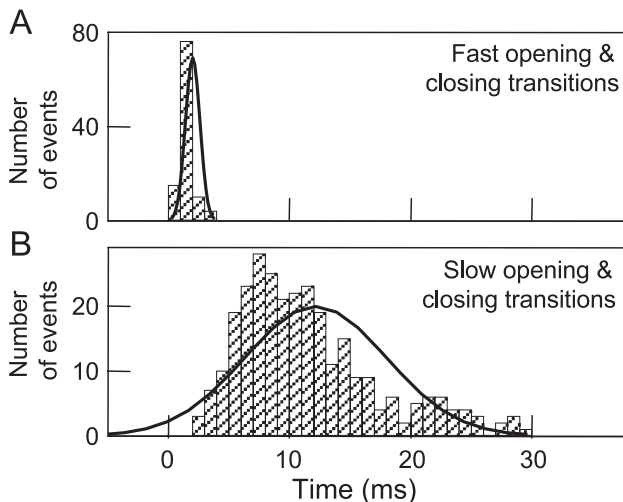 A
80
40
0
Number
of events
Fast opening &
closing transitions
B
20
10
0
Number
of events
Slow opening &
closing transitions
0
10
20
30
Time (ms)